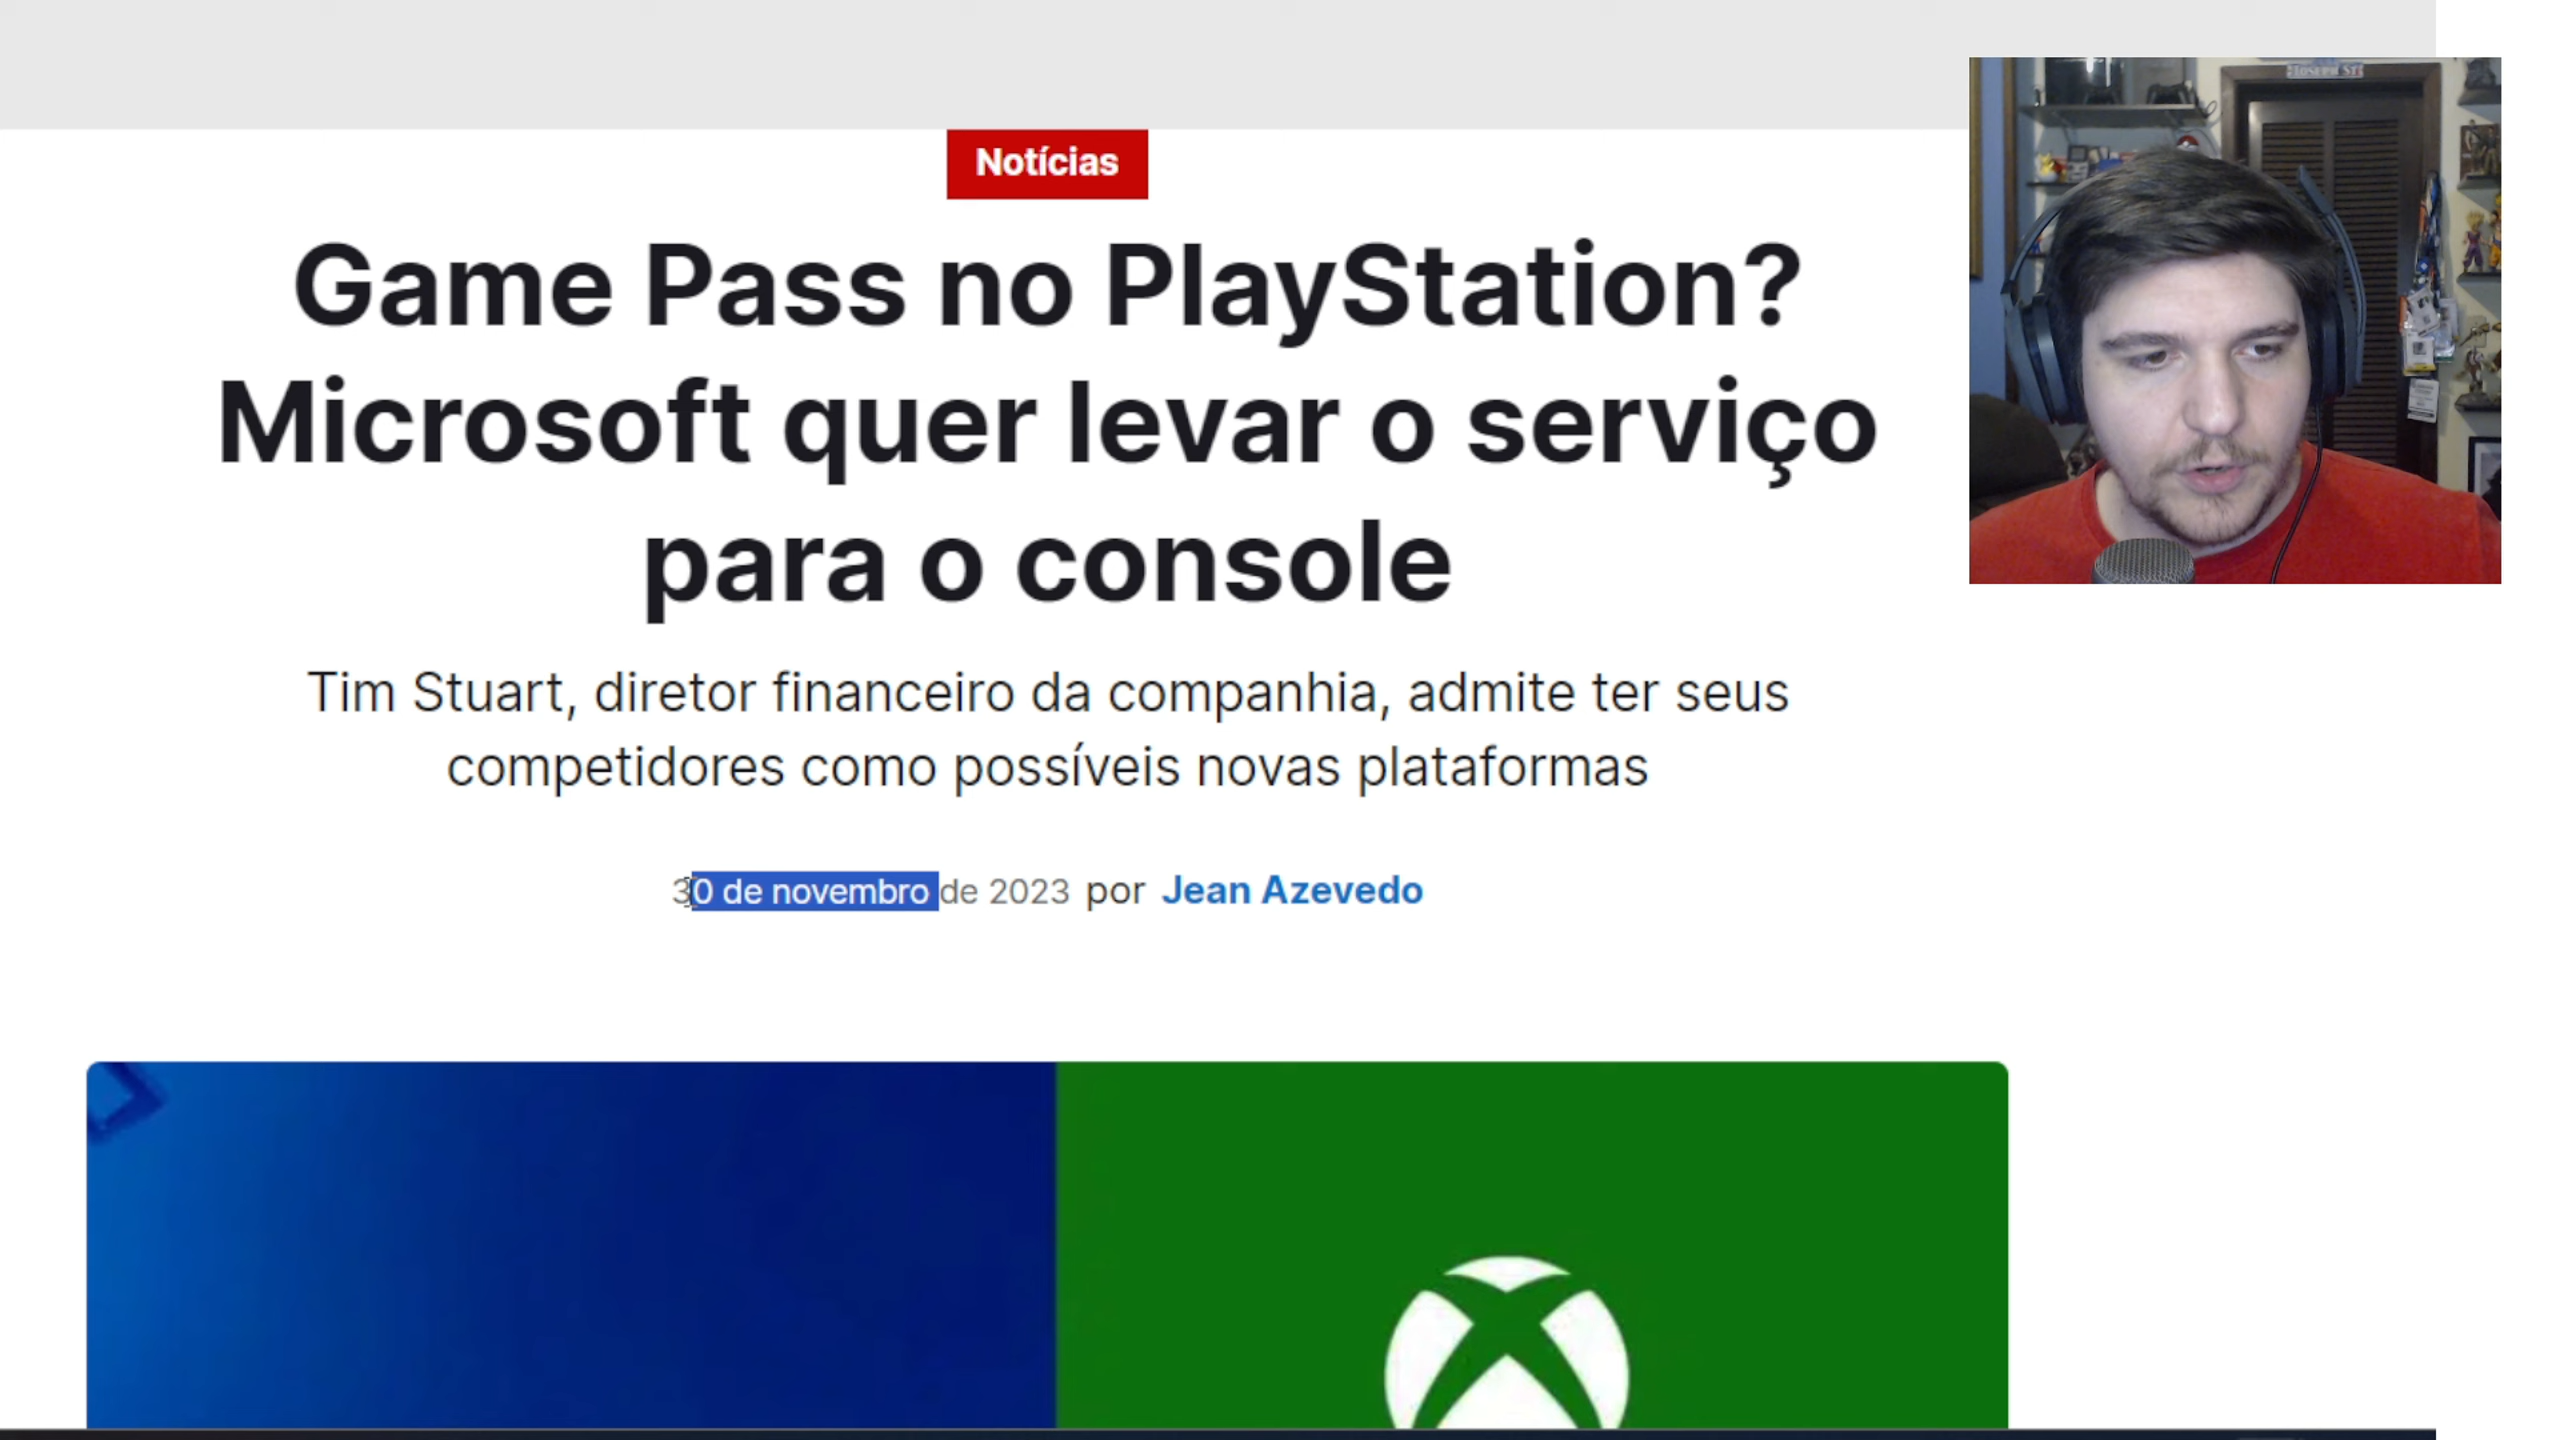 Notícias
Game Pass no PlayStation?
Microsoft quer levar o serviço
para o console
Tim Stuart, diretor financeiro da companhia, admite ter seus
competidores como possíveis novas plataformas
30 de novembro de 2023 por Jean Azevedo